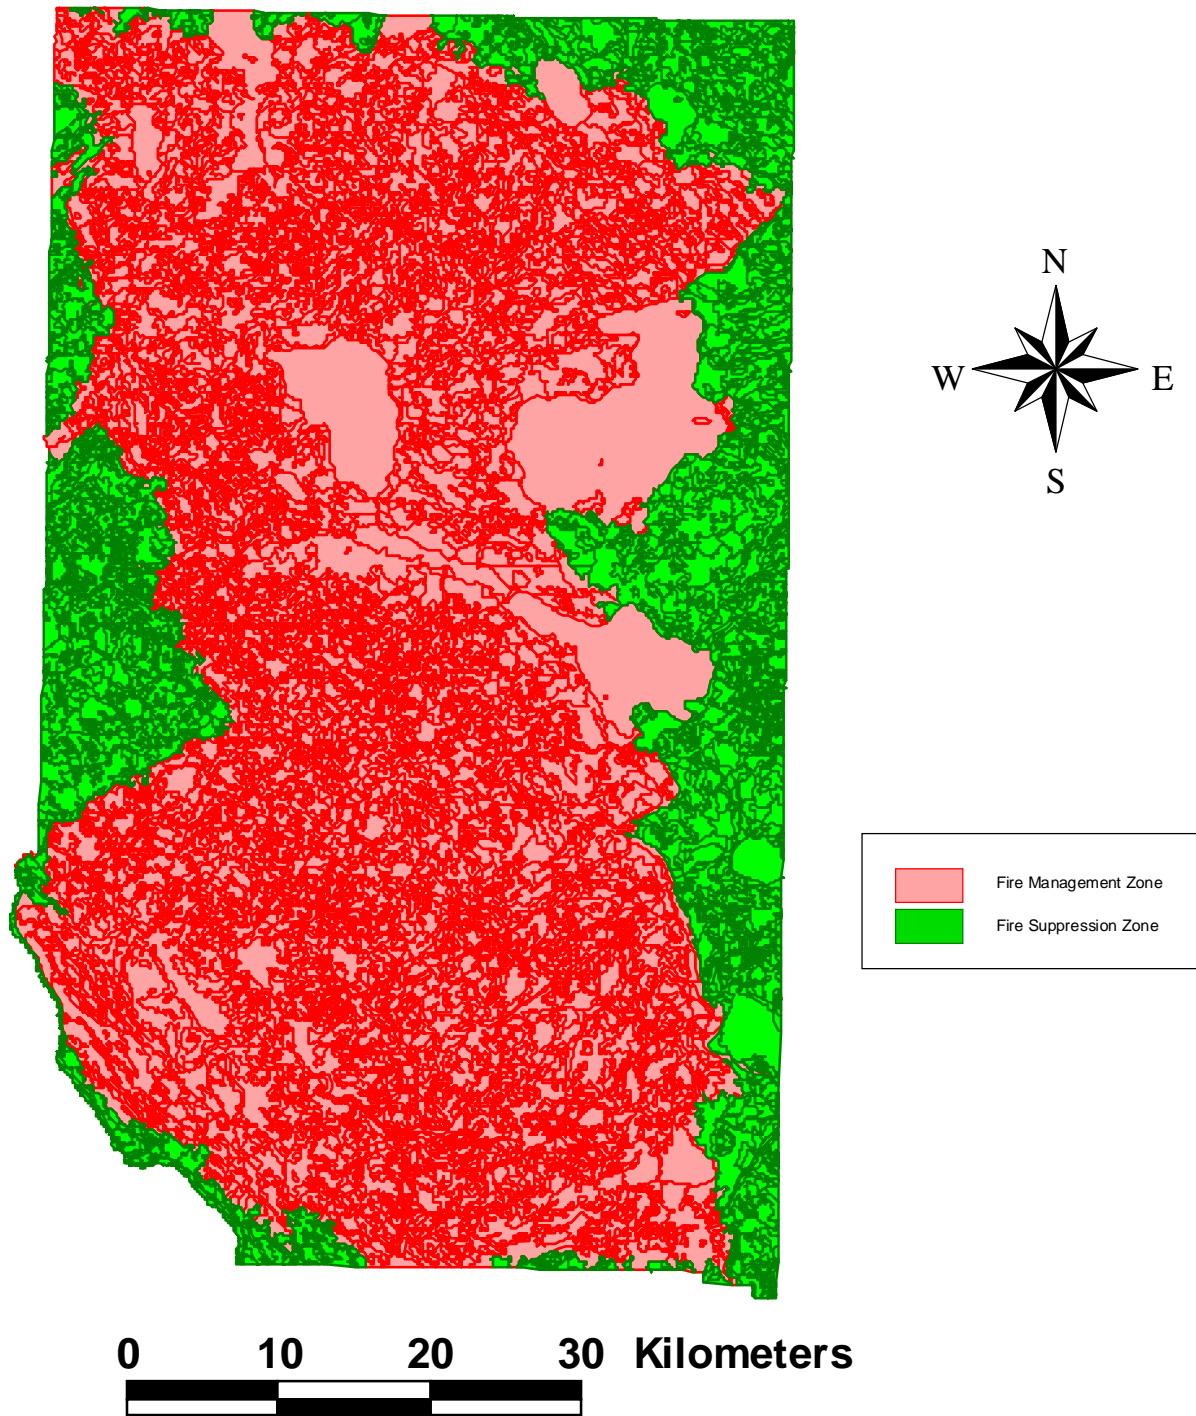 N
W E
S
Fire Management Zone
Fire Suppression Zone
0 10 20 30 Kilometers